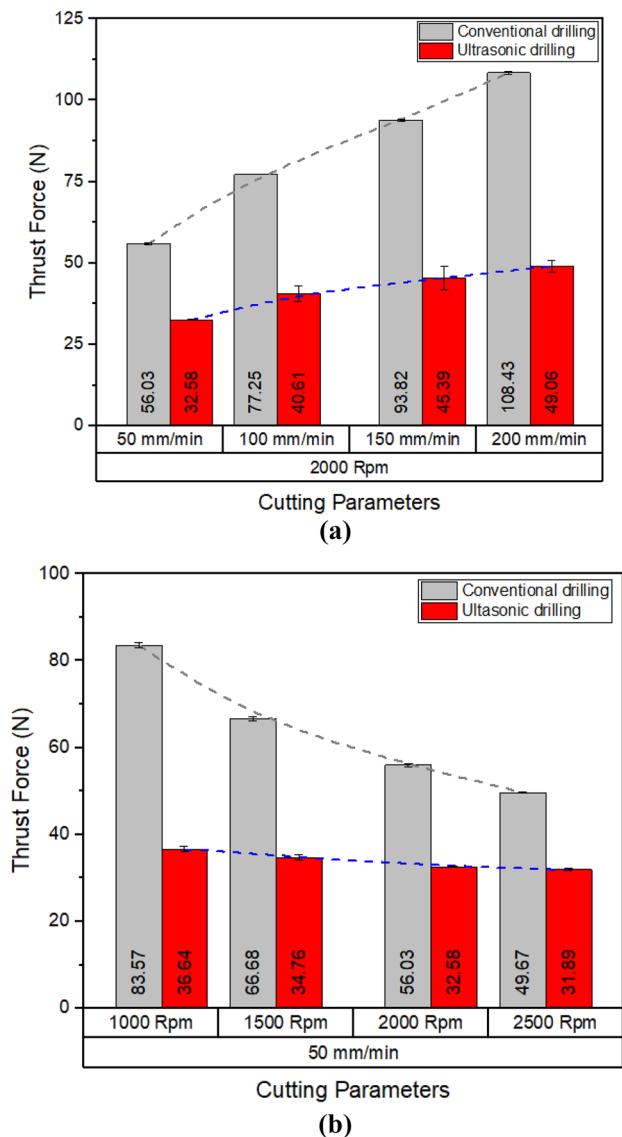 125
100
75
50
25
0
Thrust Force (N)
Conventional drilling
Ultrasonic drilling
56.03
32.58
77.25
40.61
93.82
45.39
108.43
49.06
50 mm/min
100 mm/min
150 mm/min
200 mm/min
2000 Rpm
Cutting Parameters
(a)
100
80
60
40
20
0
Thrust Force (N)
Conventional drilling
Ultasonic drilling
83.57
36.64
66.68
34.76
56.03
32.58
49.67
31.89
1000 Rpm
1500 Rpm
2000 Rpm
2500 Rpm
50 mm/min
Cutting Parameters
(b)